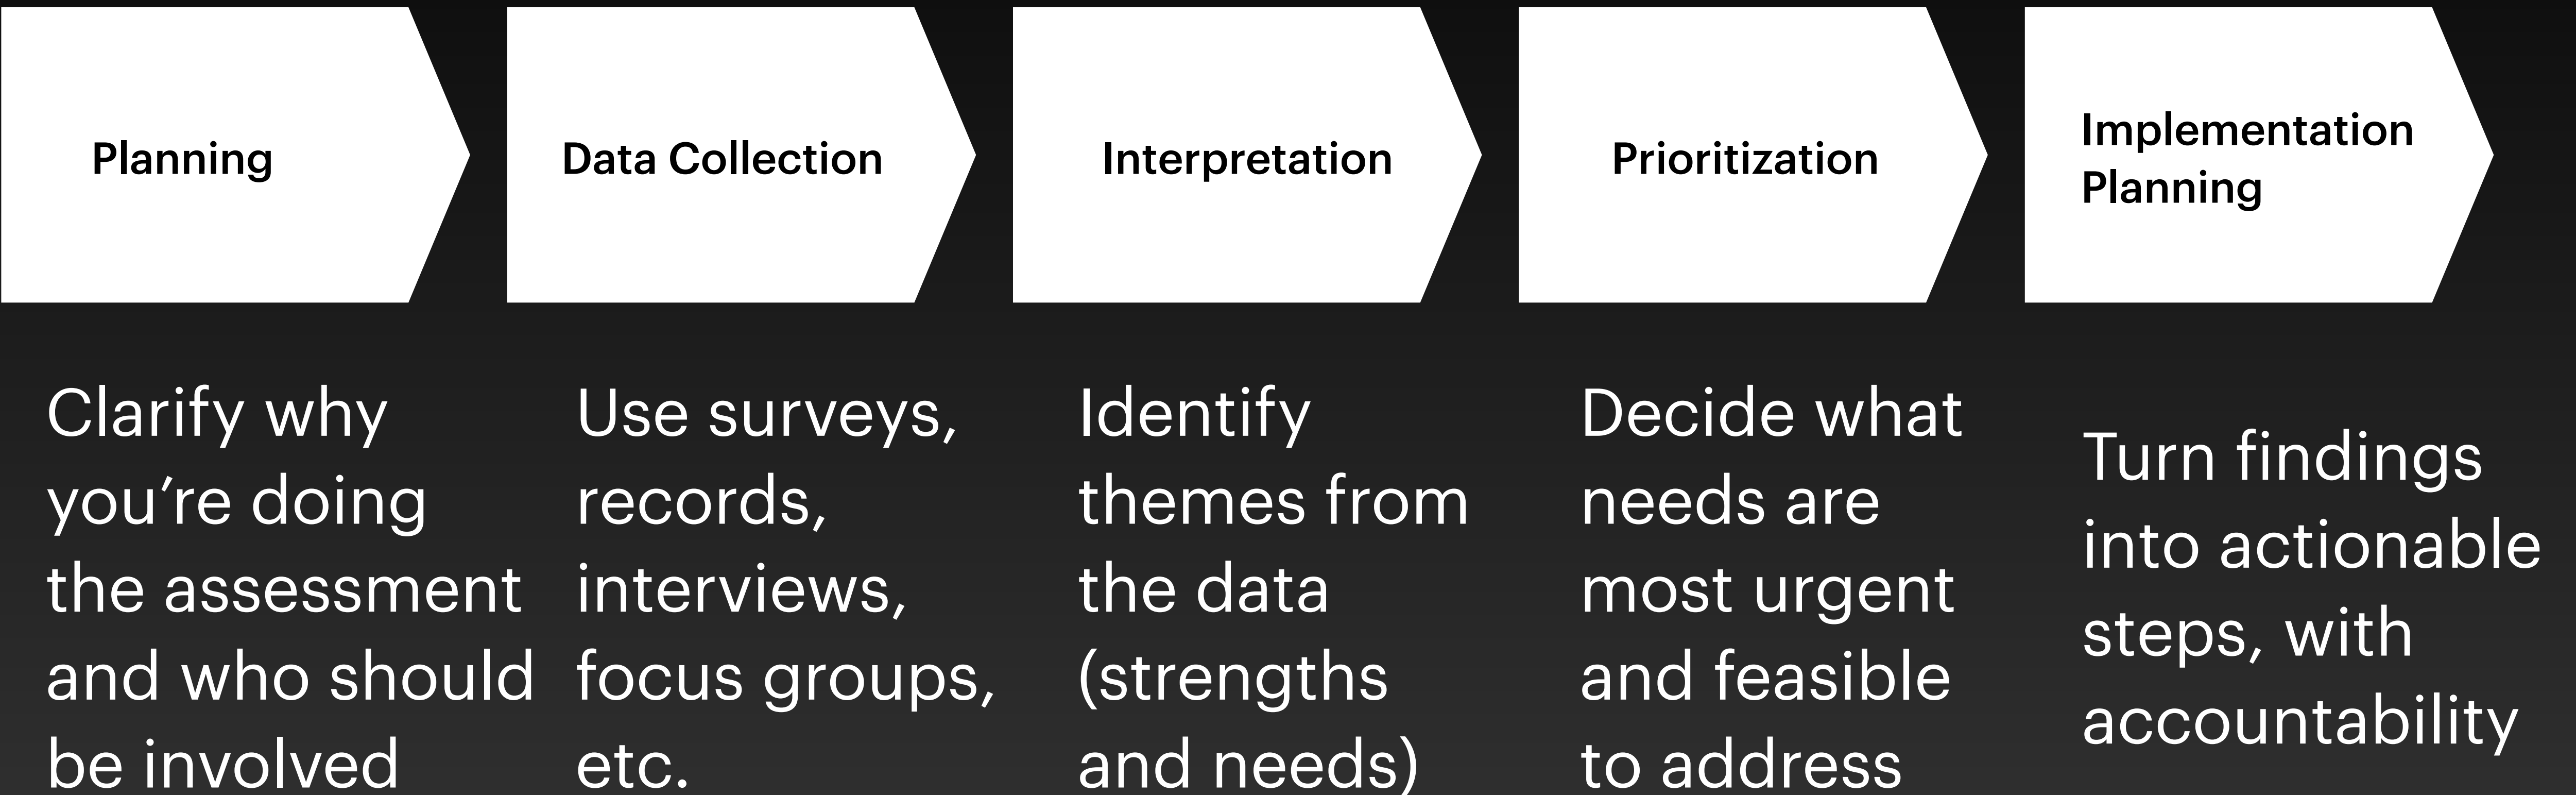 Planning
Data Collection
Interpretation
Prioritization
Implementation
Planning
Clarify why
you’re doing
the assessment
and who should
be involved
Use surveys,
records,
interviews,
focus groups,
etc.
Identify
themes from
the data
(strengths
and needs)
Decide what
needs are
most urgent
and feasible
to address
Turn findings
into actionable
steps, with
accountability